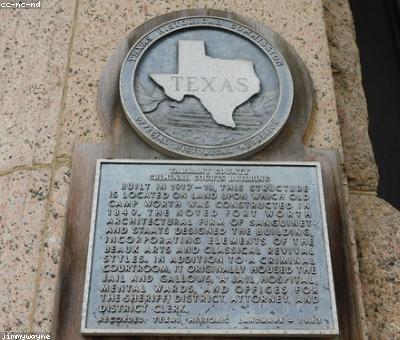 cc-nc-nd
TEXAS HISTORICAL COMMISSION
TEXAS
OFFICIAL HISTORICAL MEDALLION
TARRANT COUNTY
CRIMINAL COURTS BUILDING
BUILT IN 1917-18, THIS STRUCTURE
IS LOCATED ON LAND UPON WHICH OLD
CAMP WORTH WAS CONSTRUCTED IN
1849. THE NOTED FORT WORTH
ARCHITECTURAL FIRM OF SANGUINET
AND STAATS DESIGNED THE BUILDING,
INCORPORATING ELEMENTS OF THE
BEAUX ARTS AND CLASSICAL REVIVAL
STYLES. IN ADDITION TO A CRIMINAL
COURTROOM, IT ORIGINALLY HOUSED THE
JAIL AND GALLOWS, A JAIL HOSPITAL,
MENTAL WARDS, AND OFFICES FOR
THE SHERIFF, DISTRICT ATTORNEY, AND
DISTRICT CLERK.
RECORDED TEXAS HISTORIC LANDMARK -
jimmywayne